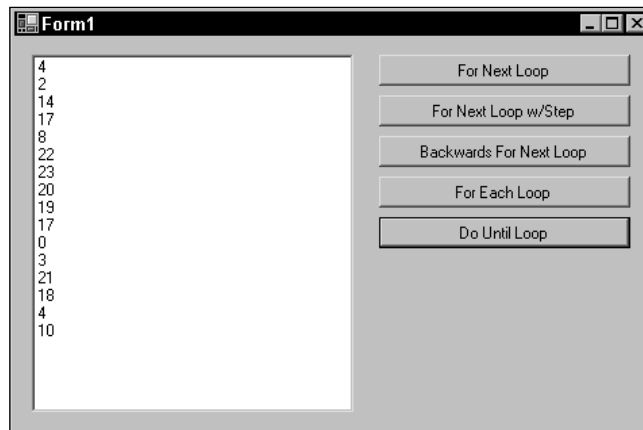 Form1
4
2
14
17
8
22
23
20
19
17
0
3
21
18
4
10
For Next Loop
For Next Loop w/Step
Backwards For Next Loop
For Each Loop
Do Until Loop